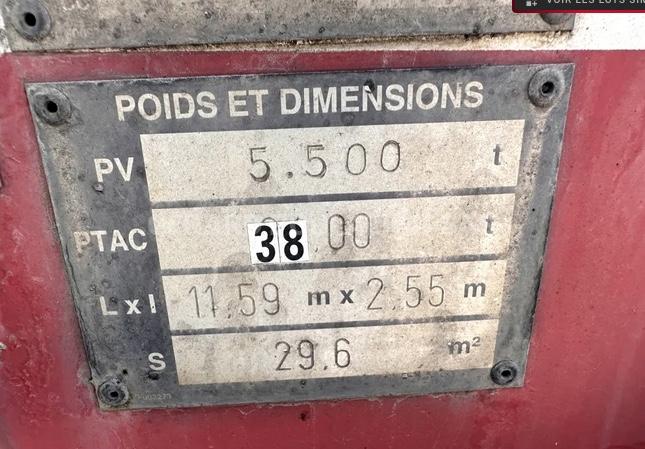 POIDS ET DIMENSIONS
PV 5.500 t
PTAC 38.00 t
L x l 11.59 m x 2.55 m
S 29.6 m²